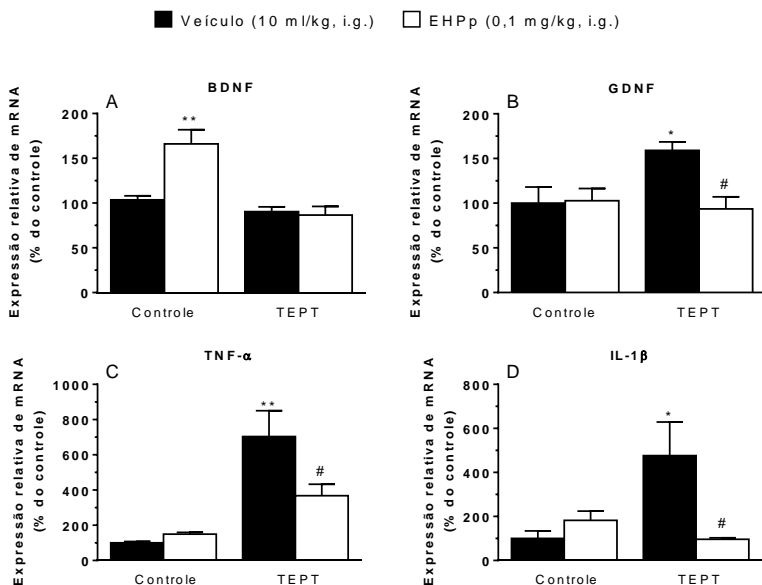 Veículo (10 ml/kg, i.g.) EHPp (0,1 mg/kg, i.g.)
BDNF
A
Expressão relativa de mRNA
(% do controle)
200
150
100
50
0
**
Controle TEPT
GDNF
B
Expressão relativa de mRNA
(% do controle)
200
150
100
50
0
*
#
Controle TEPT
TNF-α
C
Expressão relativa de mRNA
(% do controle)
1000
800
600
400
200
0
**
#
Controle TEPT
IL-1β
D
Expressão relativa de mRNA
(% do controle)
800
600
400
200
0
*
#
Controle TEPT